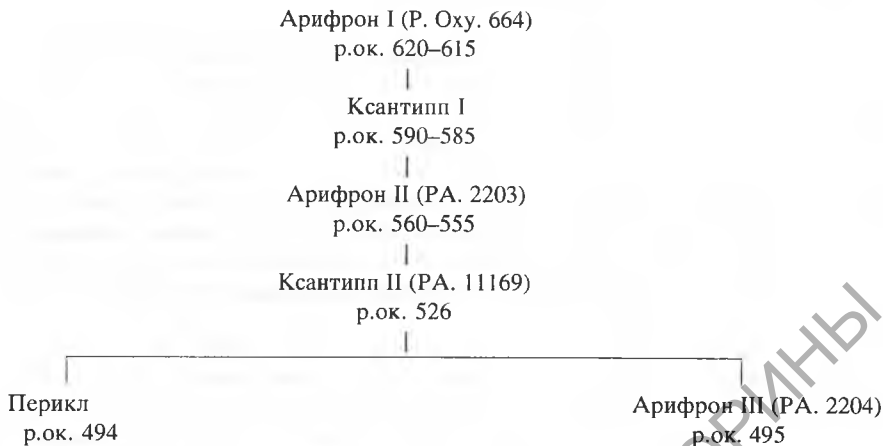 Арифрон I (P. Oxy. 664)
р.ок. 620–615
Ксантипп I
р.ок. 590–585
Арифрон II (PA. 2203)
р.ок. 560–555
Ксантипп II (PA. 11169)
р.ок. 526
Перикл
р.ок. 494
Арифрон III (PA. 2204)
р.ок. 495